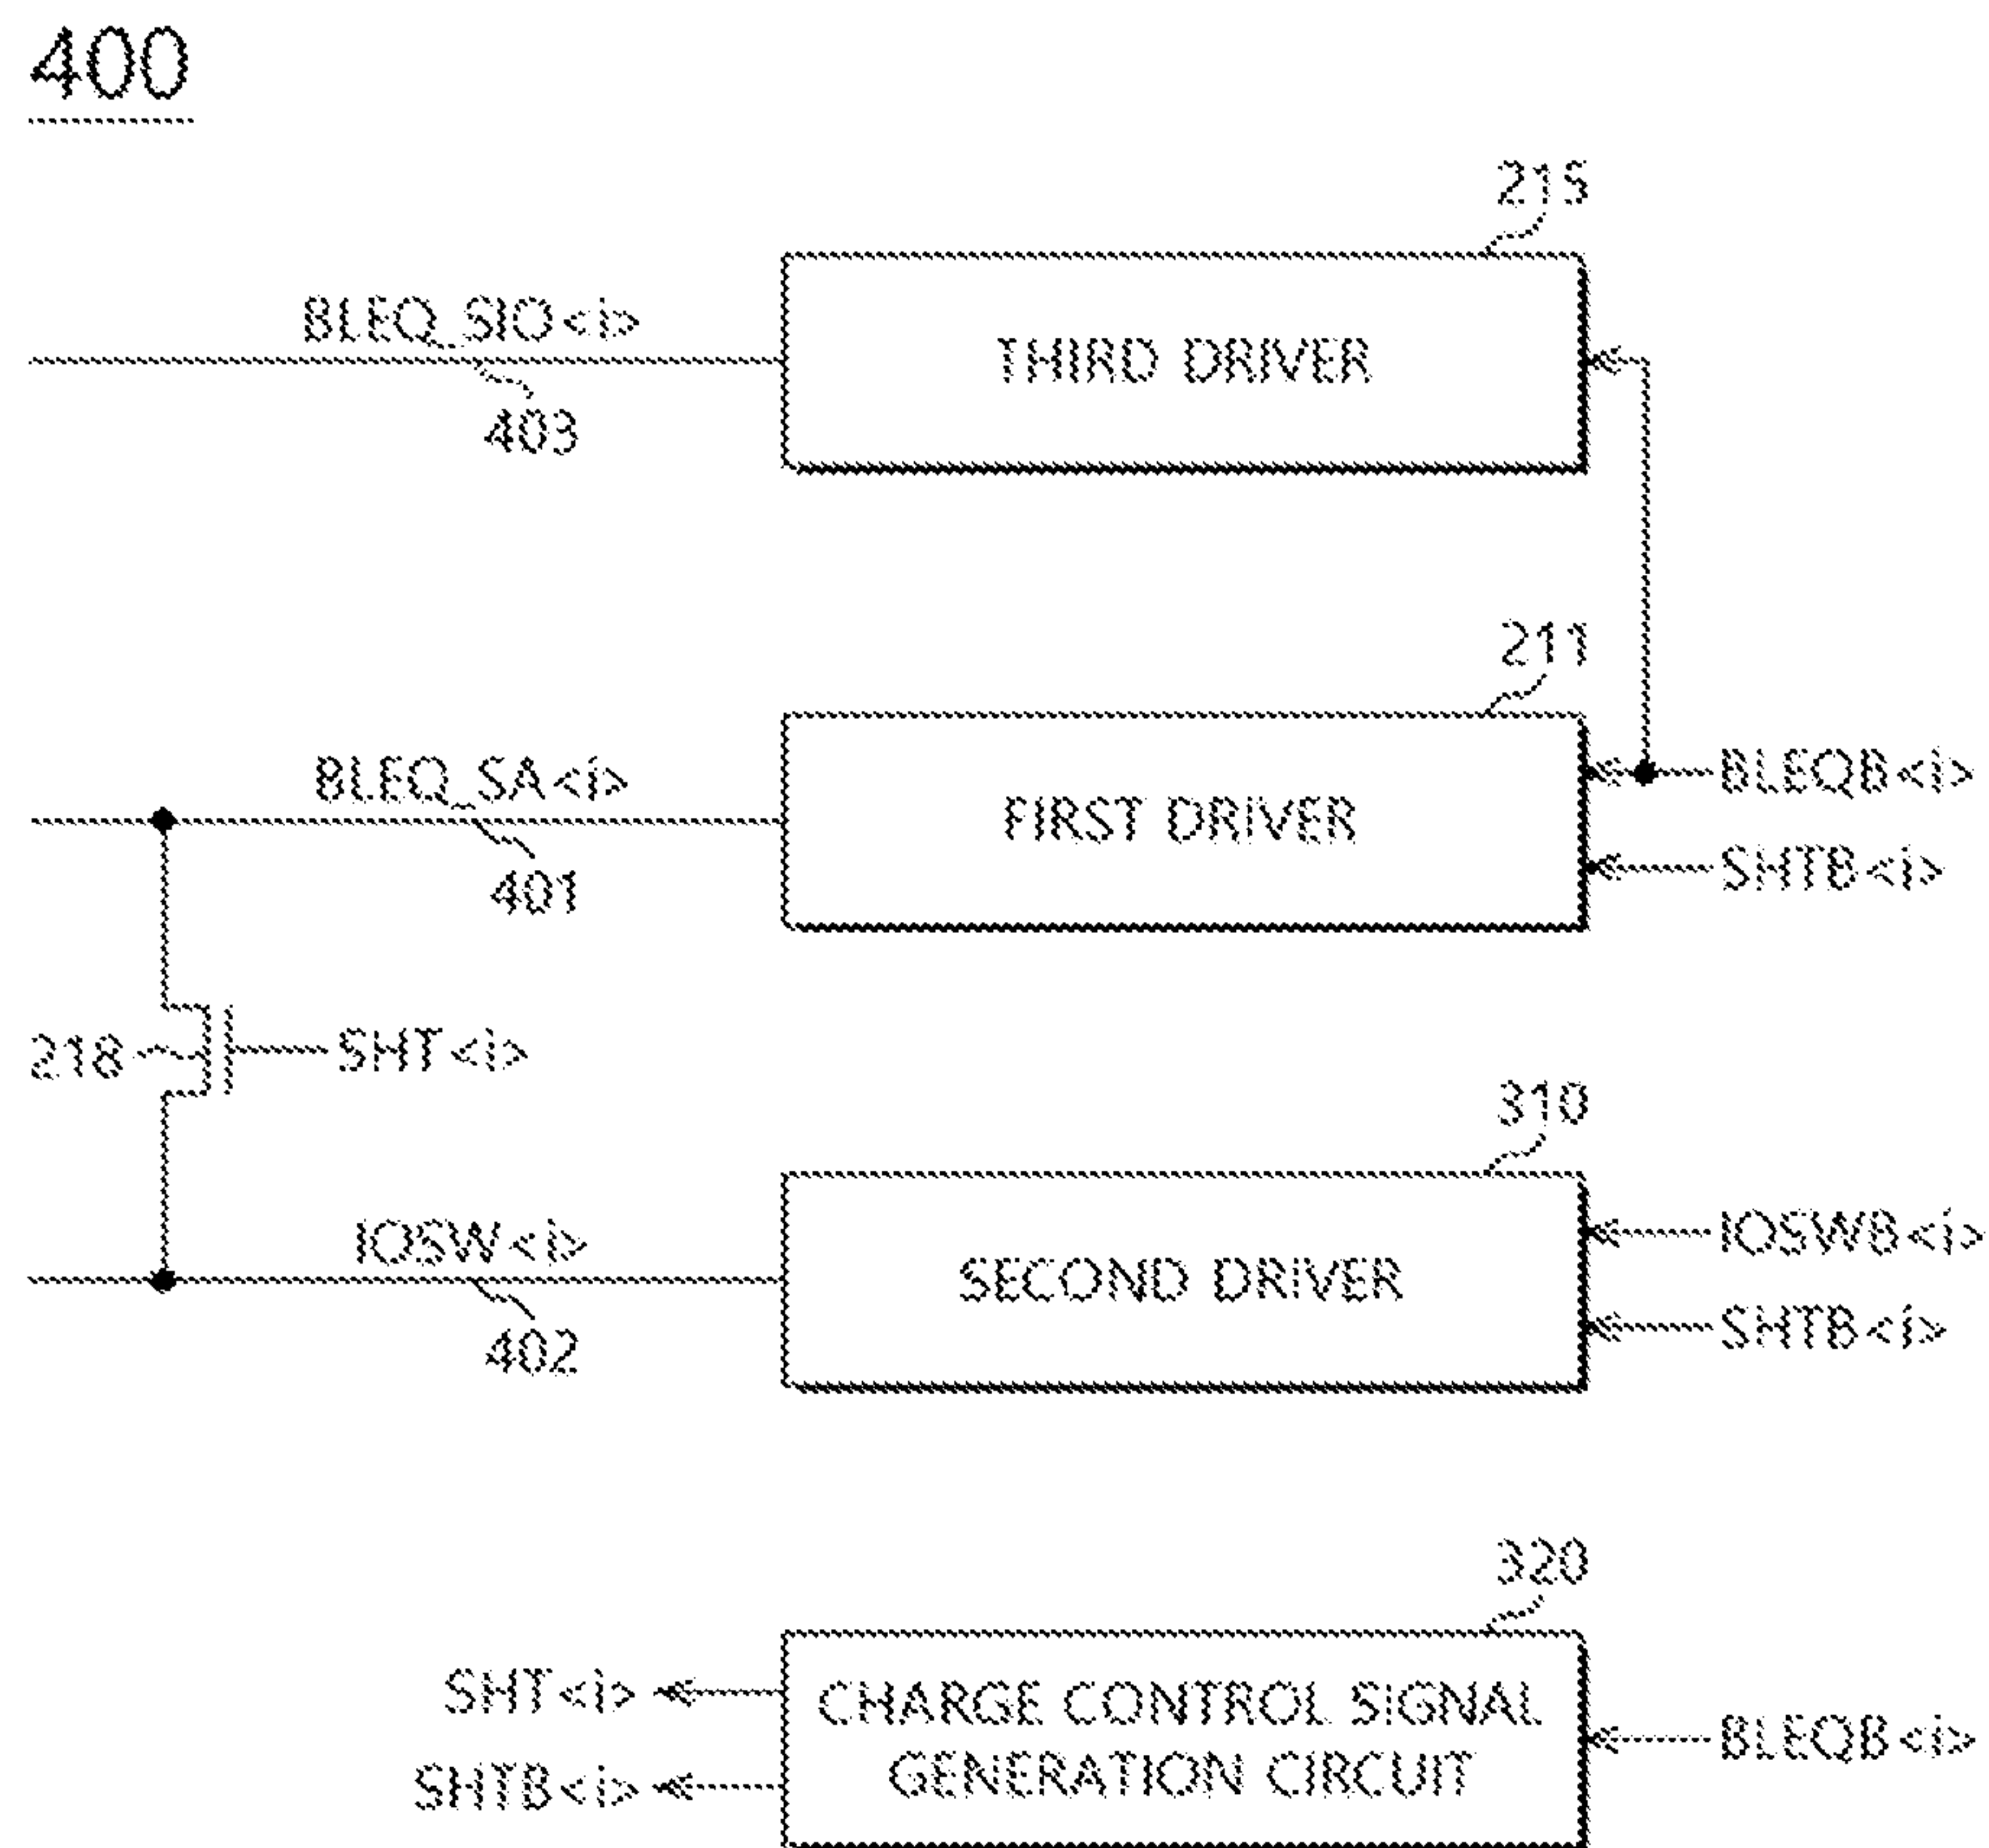 400
215
BLEQ_SIO<i>
THIRD DRIVER
403
211
BLEQ_SA<i>
FIRST DRIVER
BLEQB<i>
SHTB<i>
401
218
SHT<i>
310
IOSW<i>
SECOND DRIVER
IOSWB<i>
SHTB<i>
402
320
SHT<i>
CHARGE CONTROL SIGNAL
GENERATION CIRCUIT
BLEQB<i>
SHTB<i>